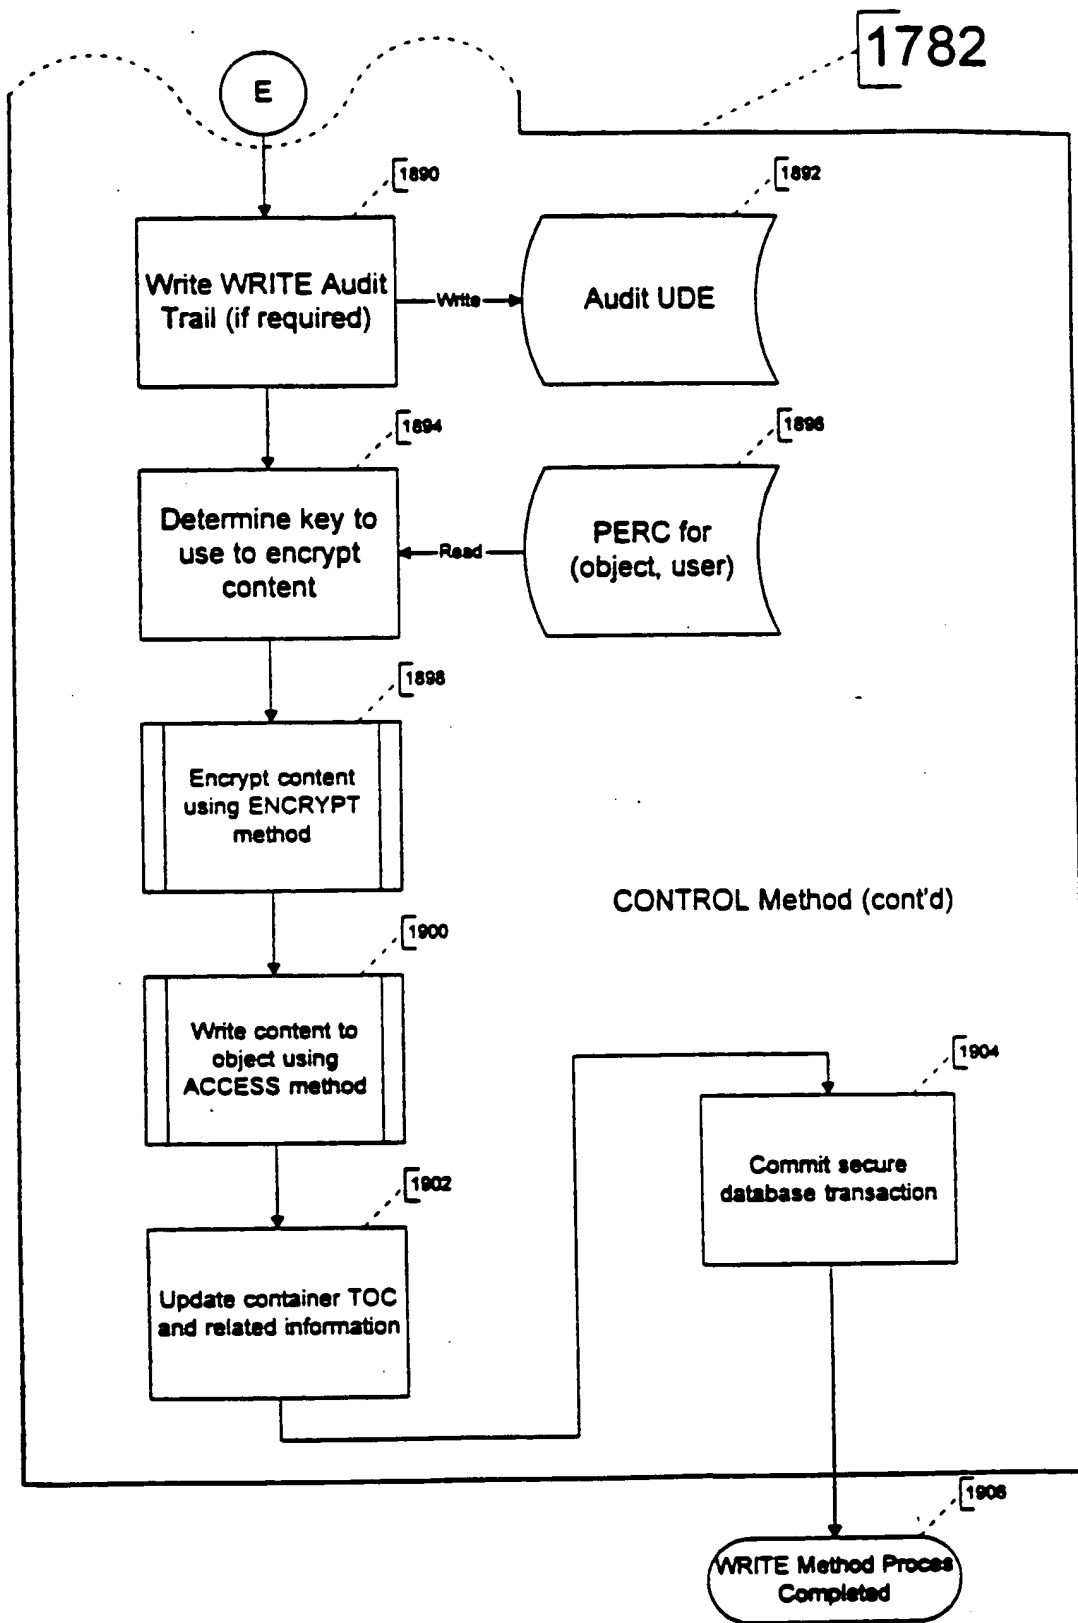 1782
E
1890
Write WRITE Audit
Trail (if required)
Write
1892
Audit UDE
1894
Determine key to
use to encrypt
content
Read
1896
PERC for
(object, user)
1898
Encrypt content
using ENCRYPT
method
CONTROL Method (cont'd)
1900
Write content to
object using
ACCESS method
1902
Update container TOC
and related information
1904
Commit secure
database transaction
1906
WRITE Method Proces
Completed